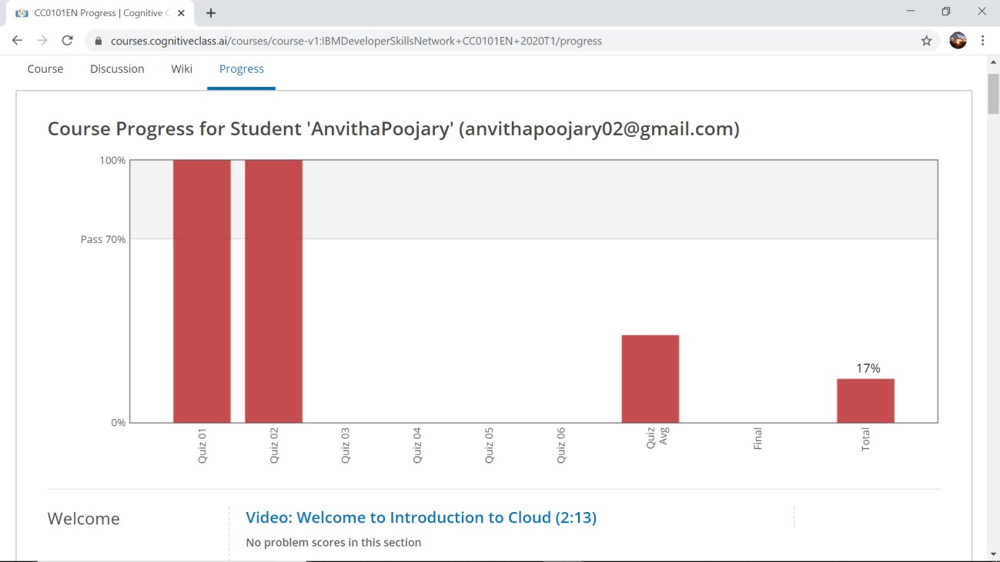 CC0101EN Progress | Cognitive C
courses.cognitiveclass.ai/courses/course-v1:IBMDeveloperSkillsNetwork+CC0101EN+2020T1/progress
Course Discussion Wiki Progress
Course Progress for Student 'AnvithaPoojary' (anvithapoojary02@gmail.com)
100%
Pass 70%
17%
0%
Quiz 01
Quiz 02
Quiz 03
Quiz 04
Quiz 05
Quiz 06
Quiz
Avg
Final
Total
Welcome
Video: Welcome to Introduction to Cloud (2:13)
No problem scores in this section